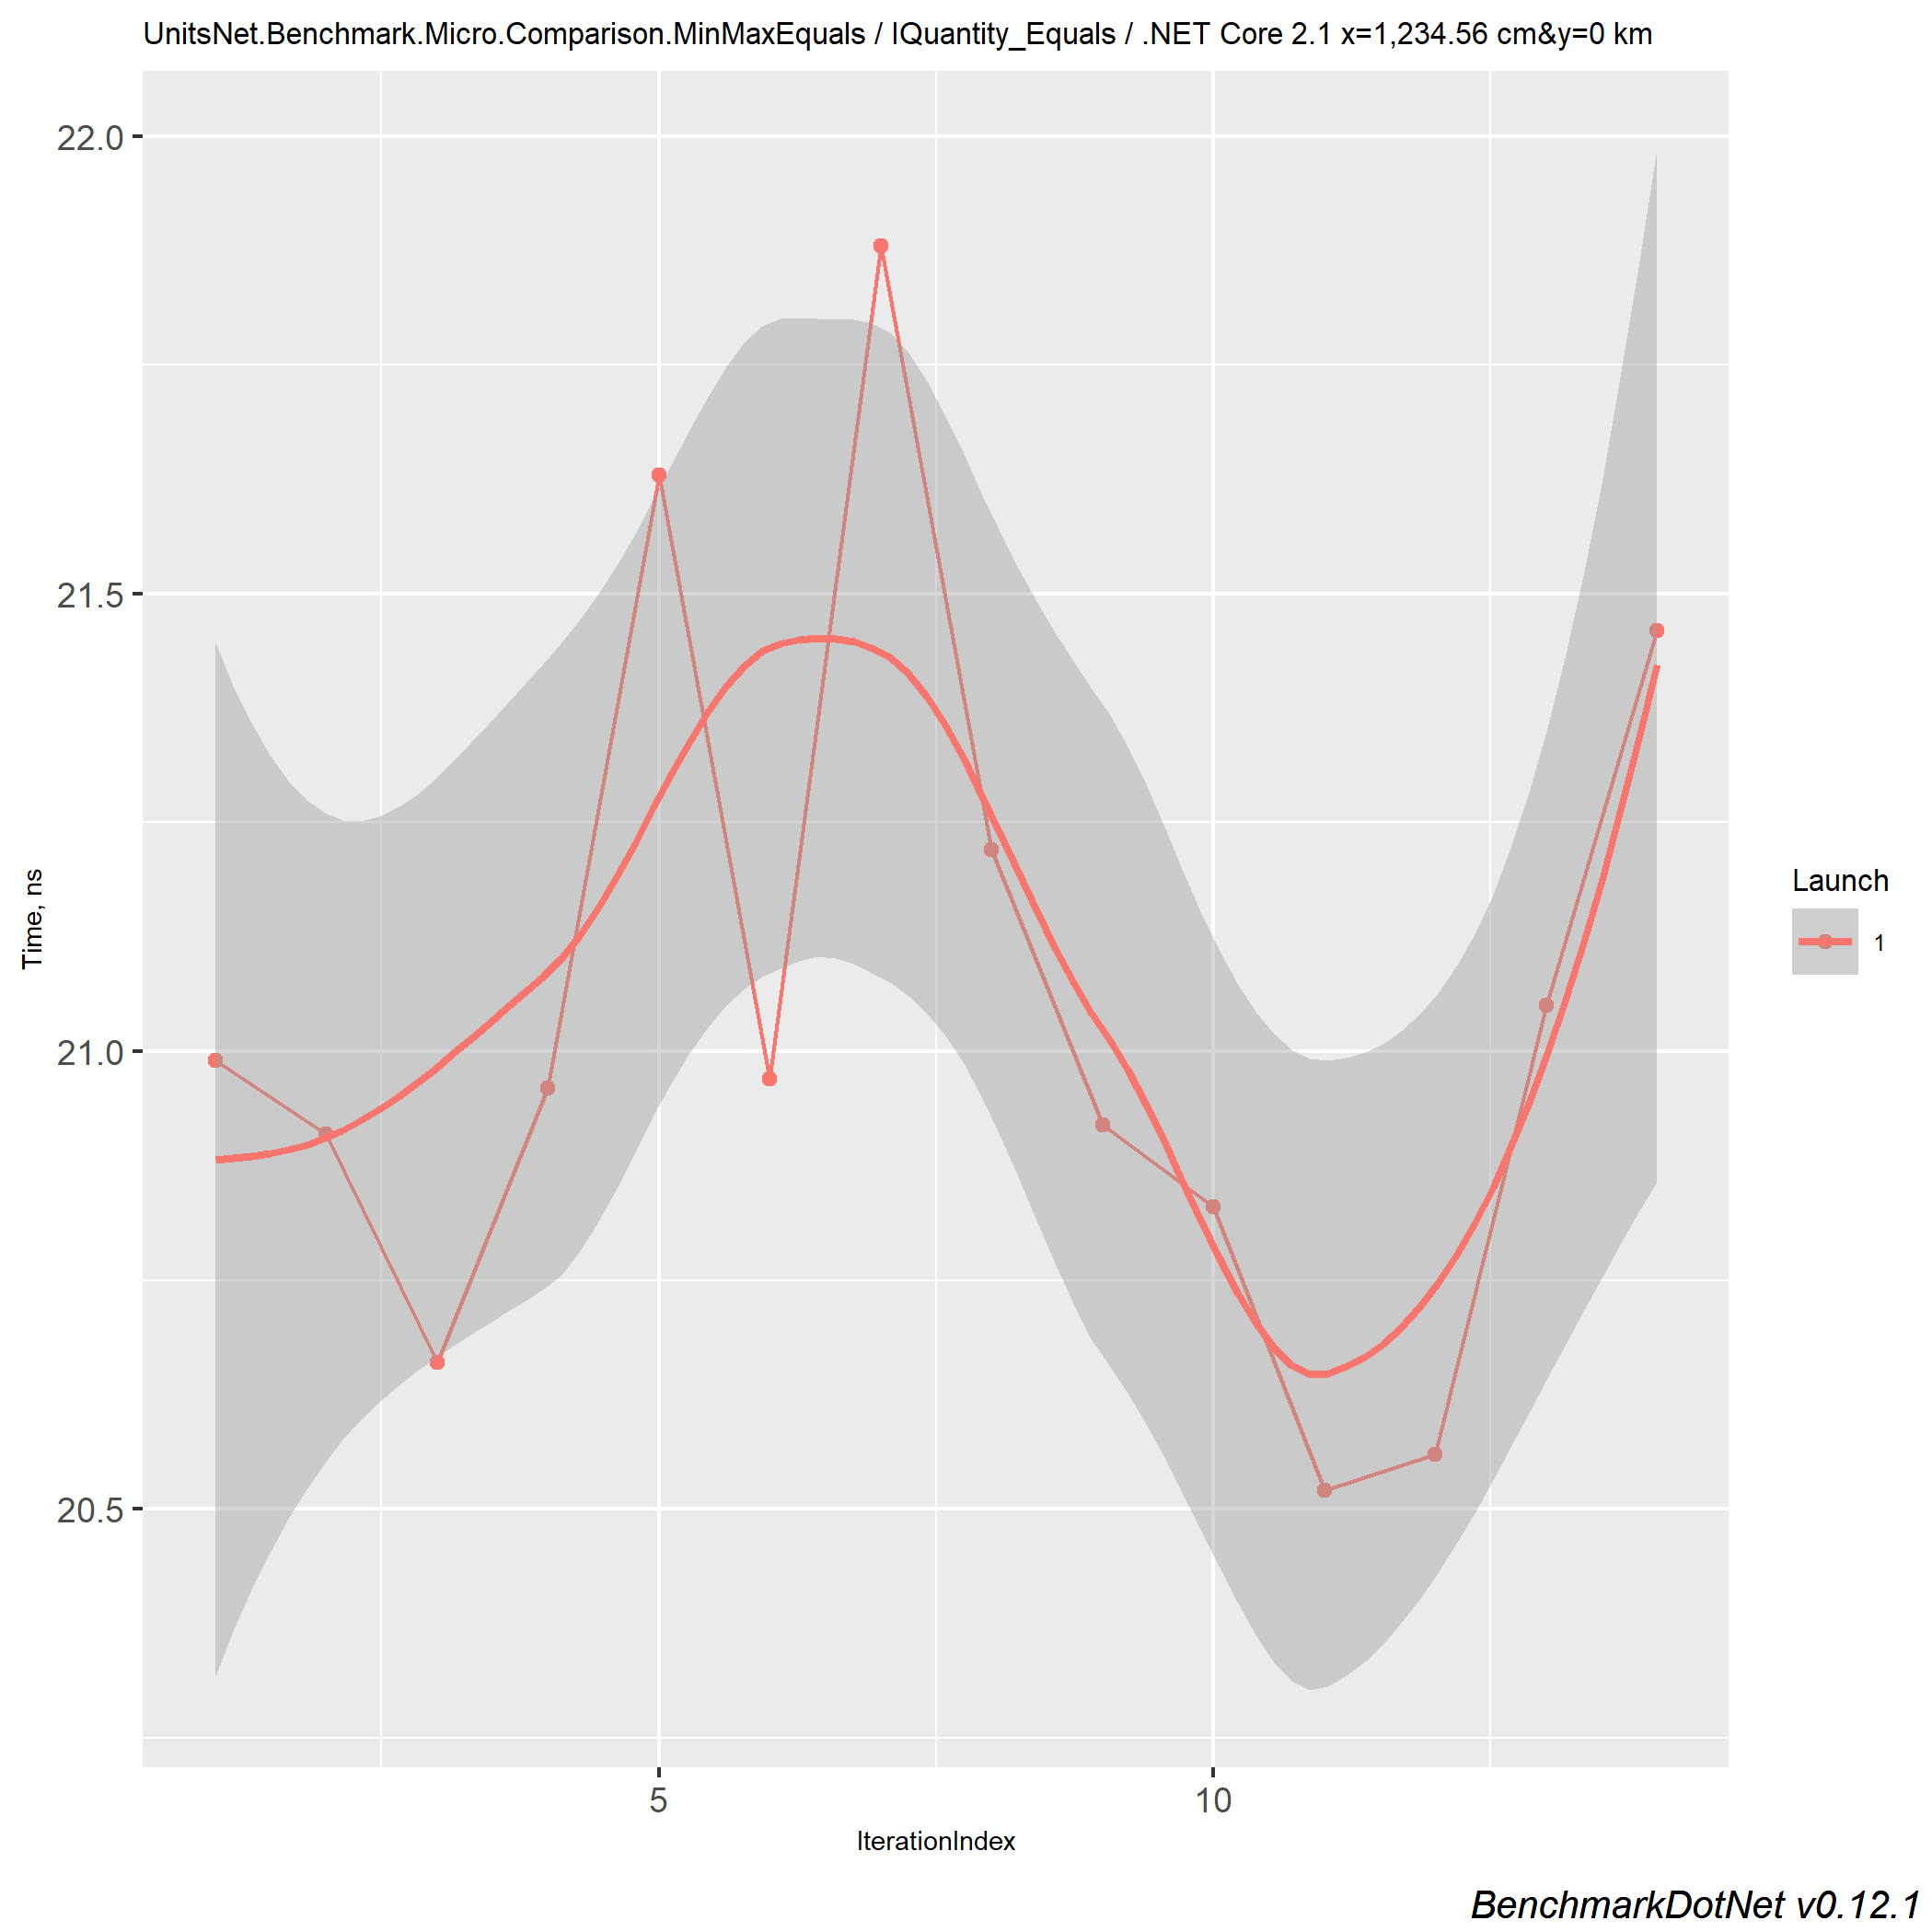 UnitsNet.Benchmark.Micro.Comparison.MinMaxEquals / IQuantity_Equals / .NET Core 2.1 x=1,234.56 cm&y=0 km
22.0
21.5
21.0
20.5
Time, ns
5
10
IterationIndex
Launch
1
BenchmarkDotNet v0.12.1